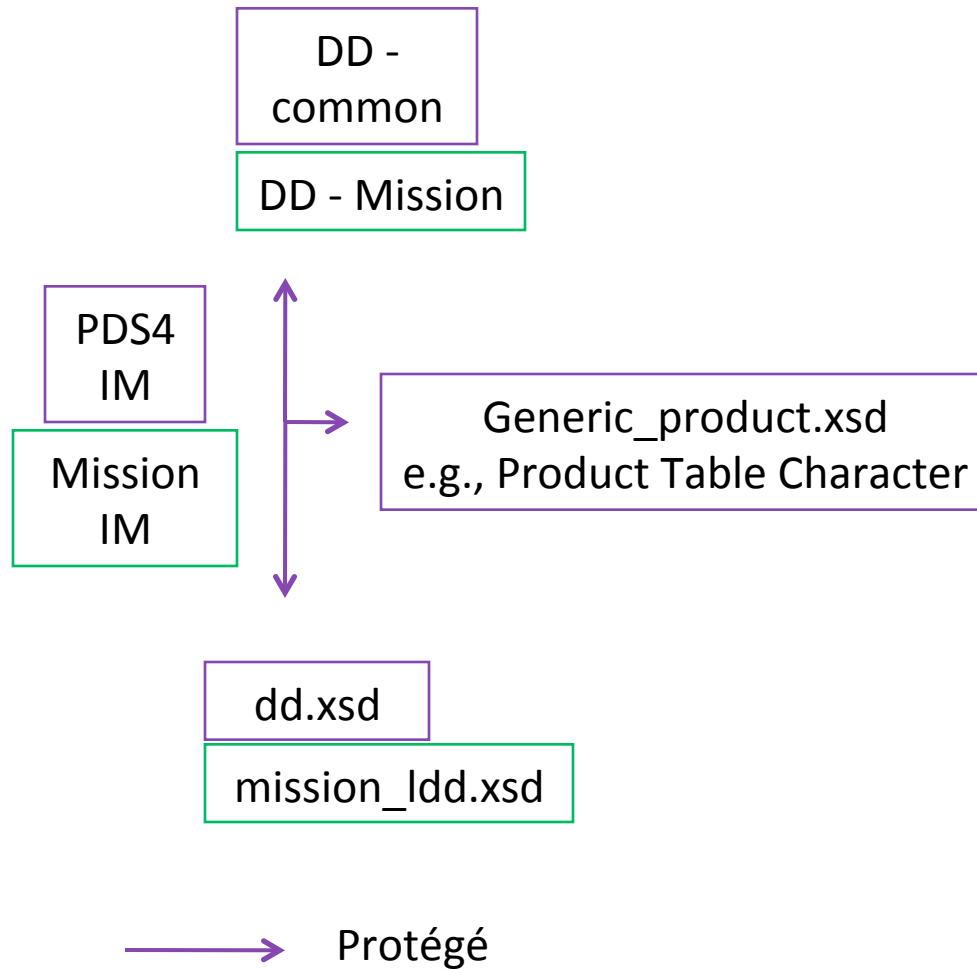 DD -
common
DD - Mission
PDS4
IM
Mission
IM
Generic_product.xsd
e.g., Product Table Character
dd.xsd
mission_ldd.xsd
Protégé